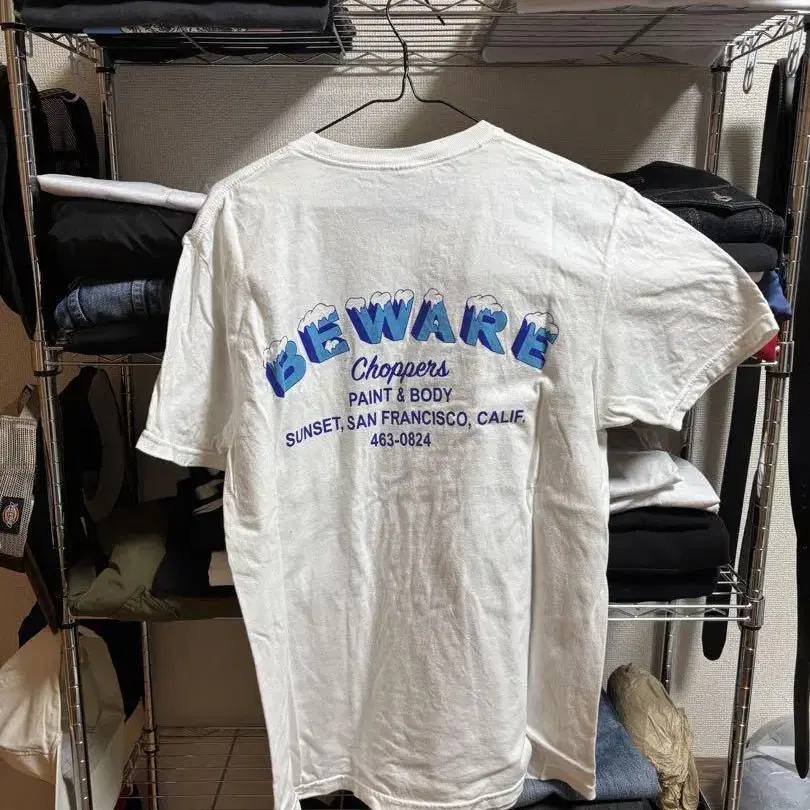 BEWARE
Choppers
PAINT & BODY
SUNSET, SAN FRANCISCO, CALIF.
463-0824